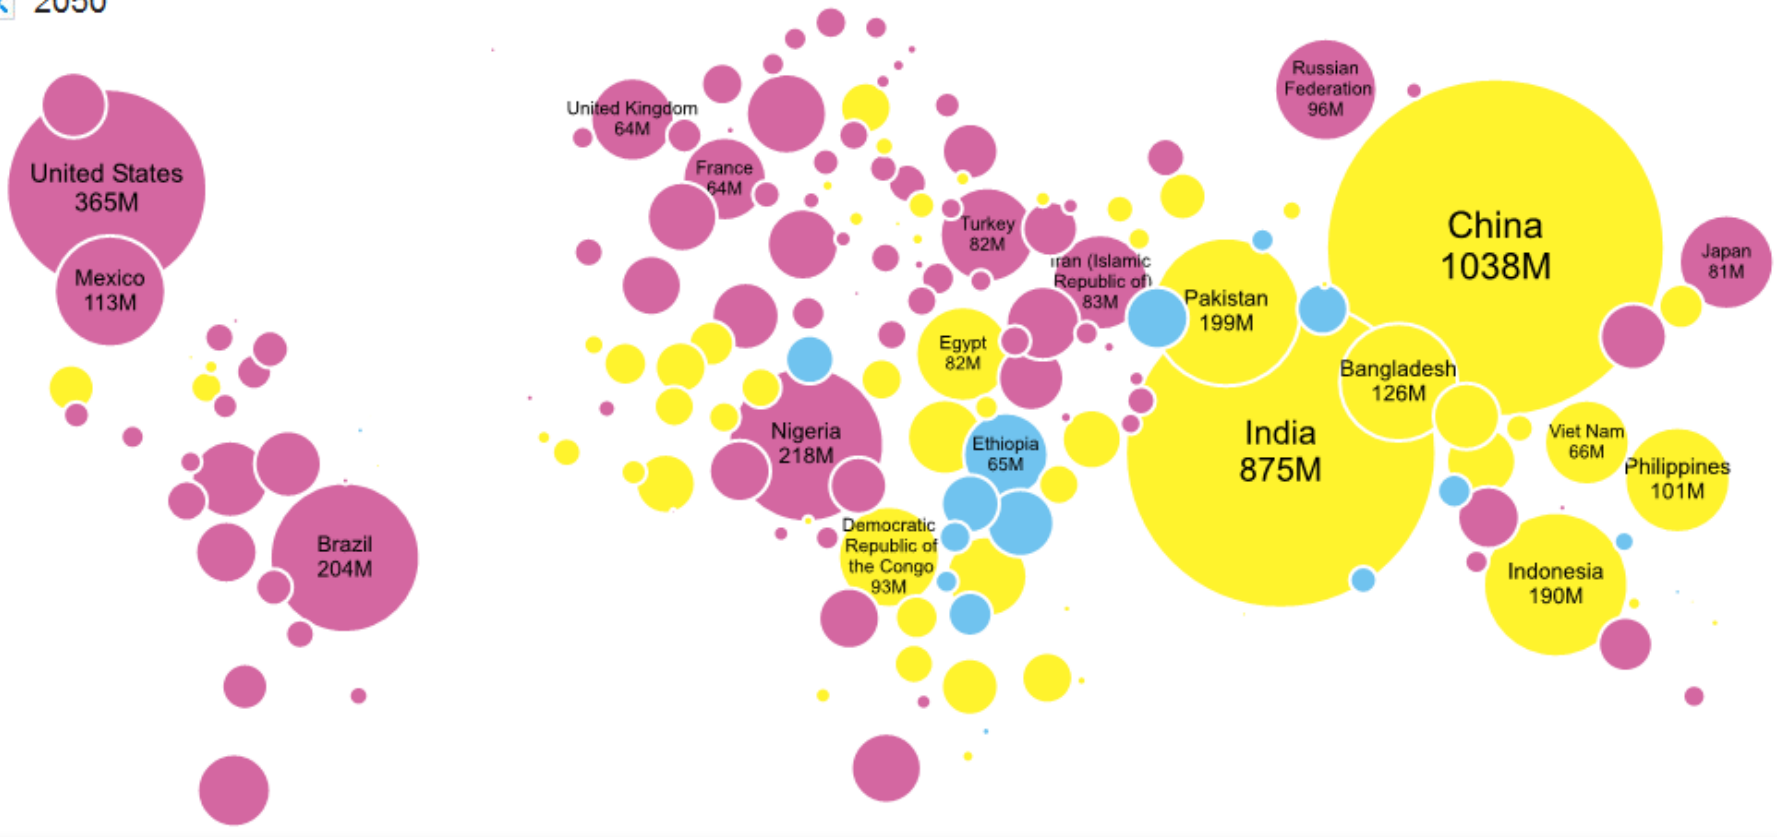 2050
United States
365M
Mexico
113M
Brazil
204M
United Kingdom
64M
France
64M
Nigeria
218M
Democratic
Republic of
the Congo
93M
Egypt
82M
Ethiopia
65M
Turkey
82M
Iran (Islamic
Republic of)
83M
Russian
Federation
96M
Pakistan
199M
India
875M
Bangladesh
126M
China
1038M
Japan
81M
Viet Nam
66M
Philippines
101M
Indonesia
190M